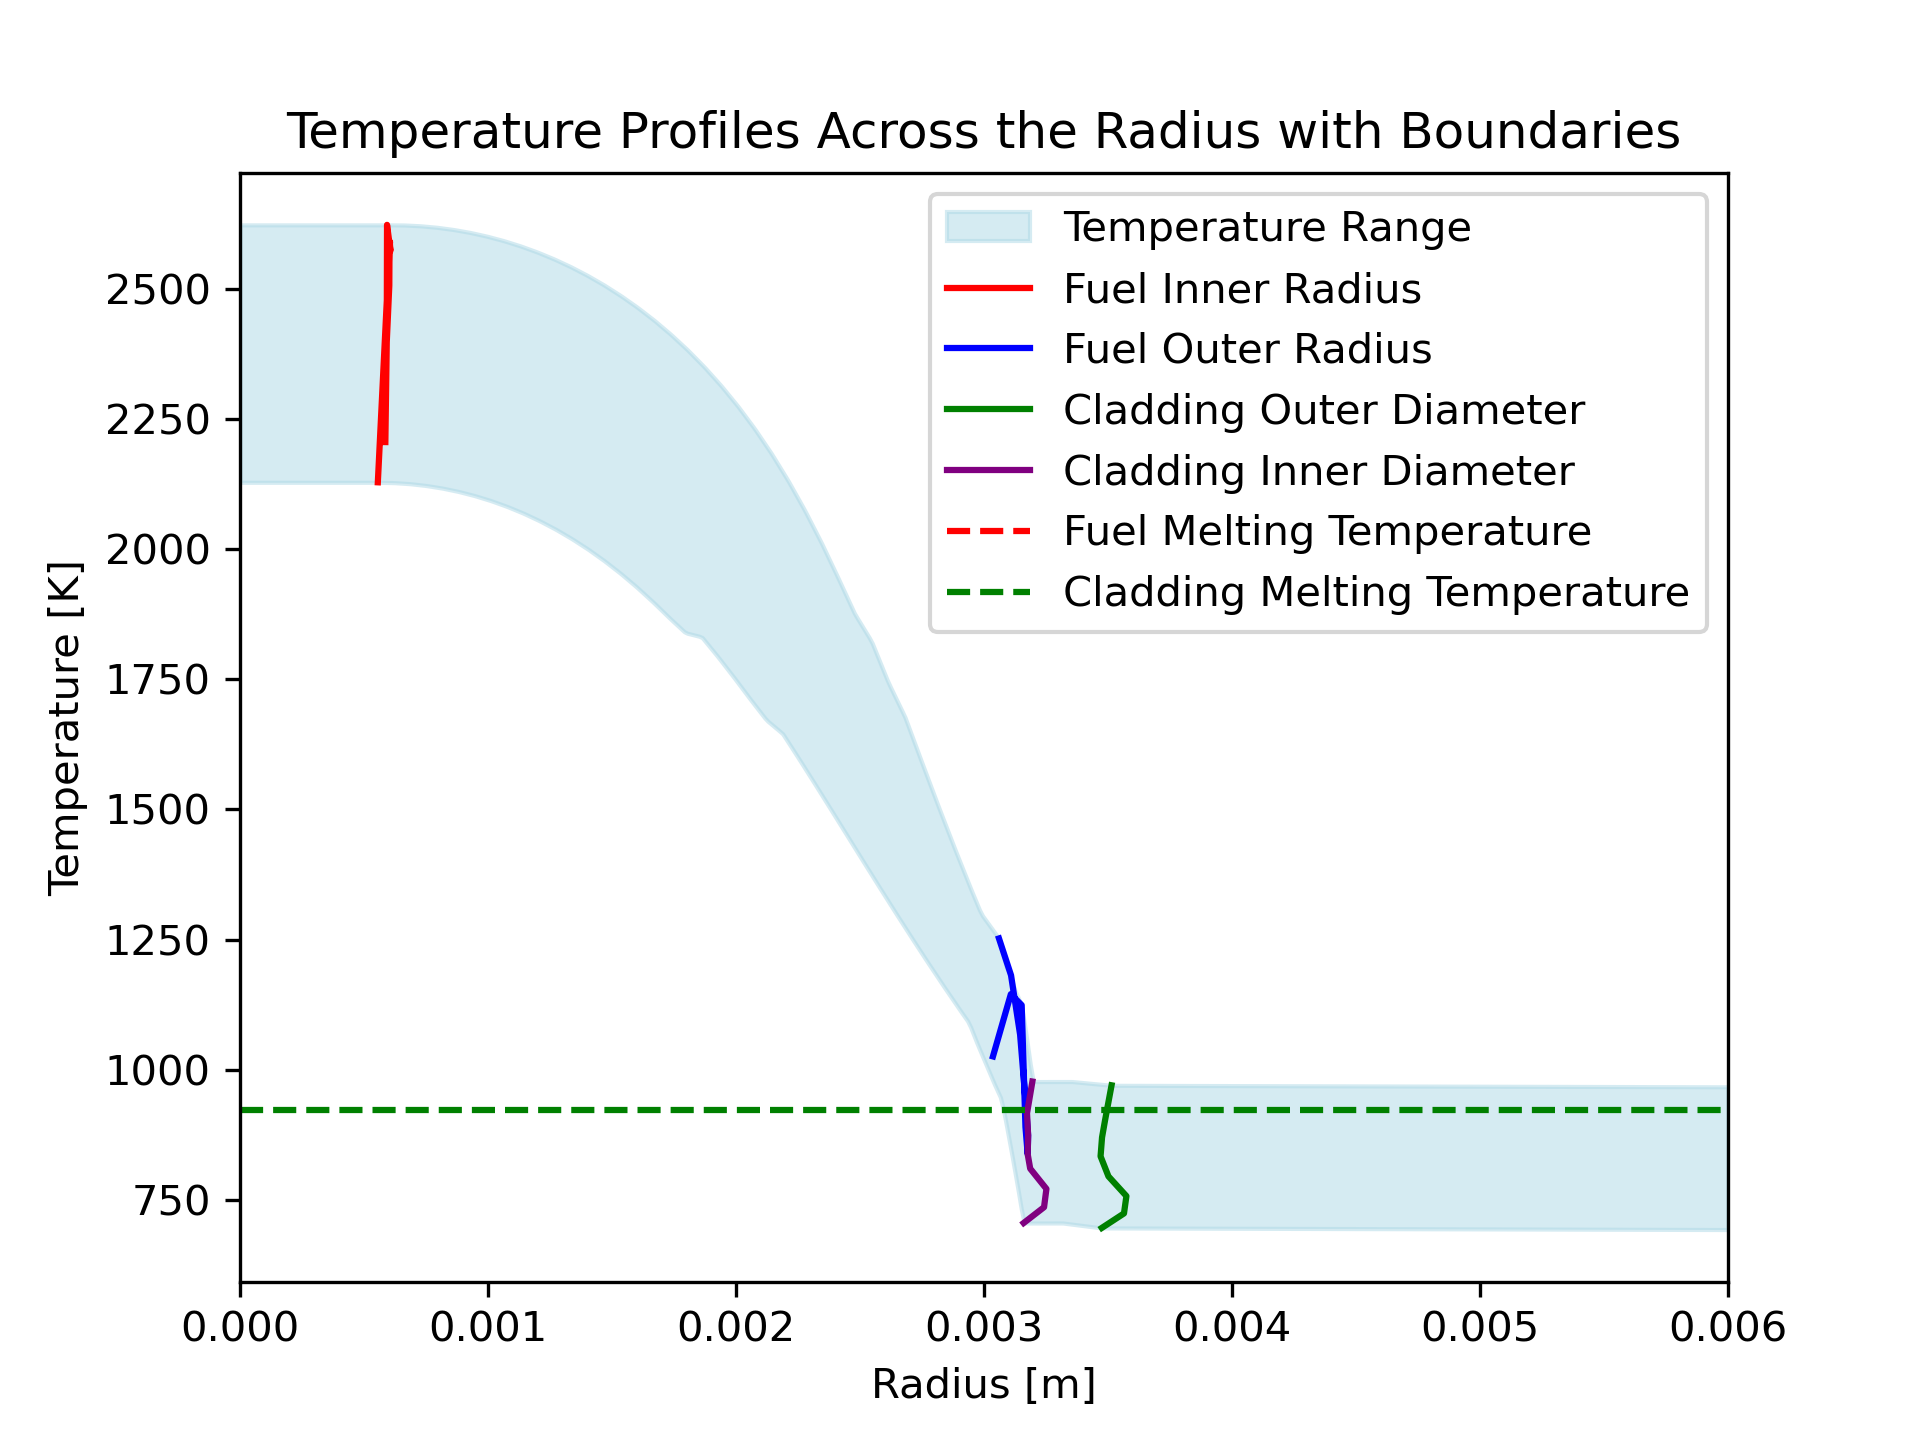 Temperature Profiles Across the Radius with Boundaries
Temperature Range
Fuel Inner Radius
Fuel Outer Radius
Cladding Outer Diameter
Cladding Inner Diameter
Fuel Melting Temperature
Cladding Melting Temperature
Temperature [K]
2500
2250
2000
1750
1500
1250
1000
750
0.000
0.001
0.002
0.003
0.004
0.005
0.006
Radius [m]